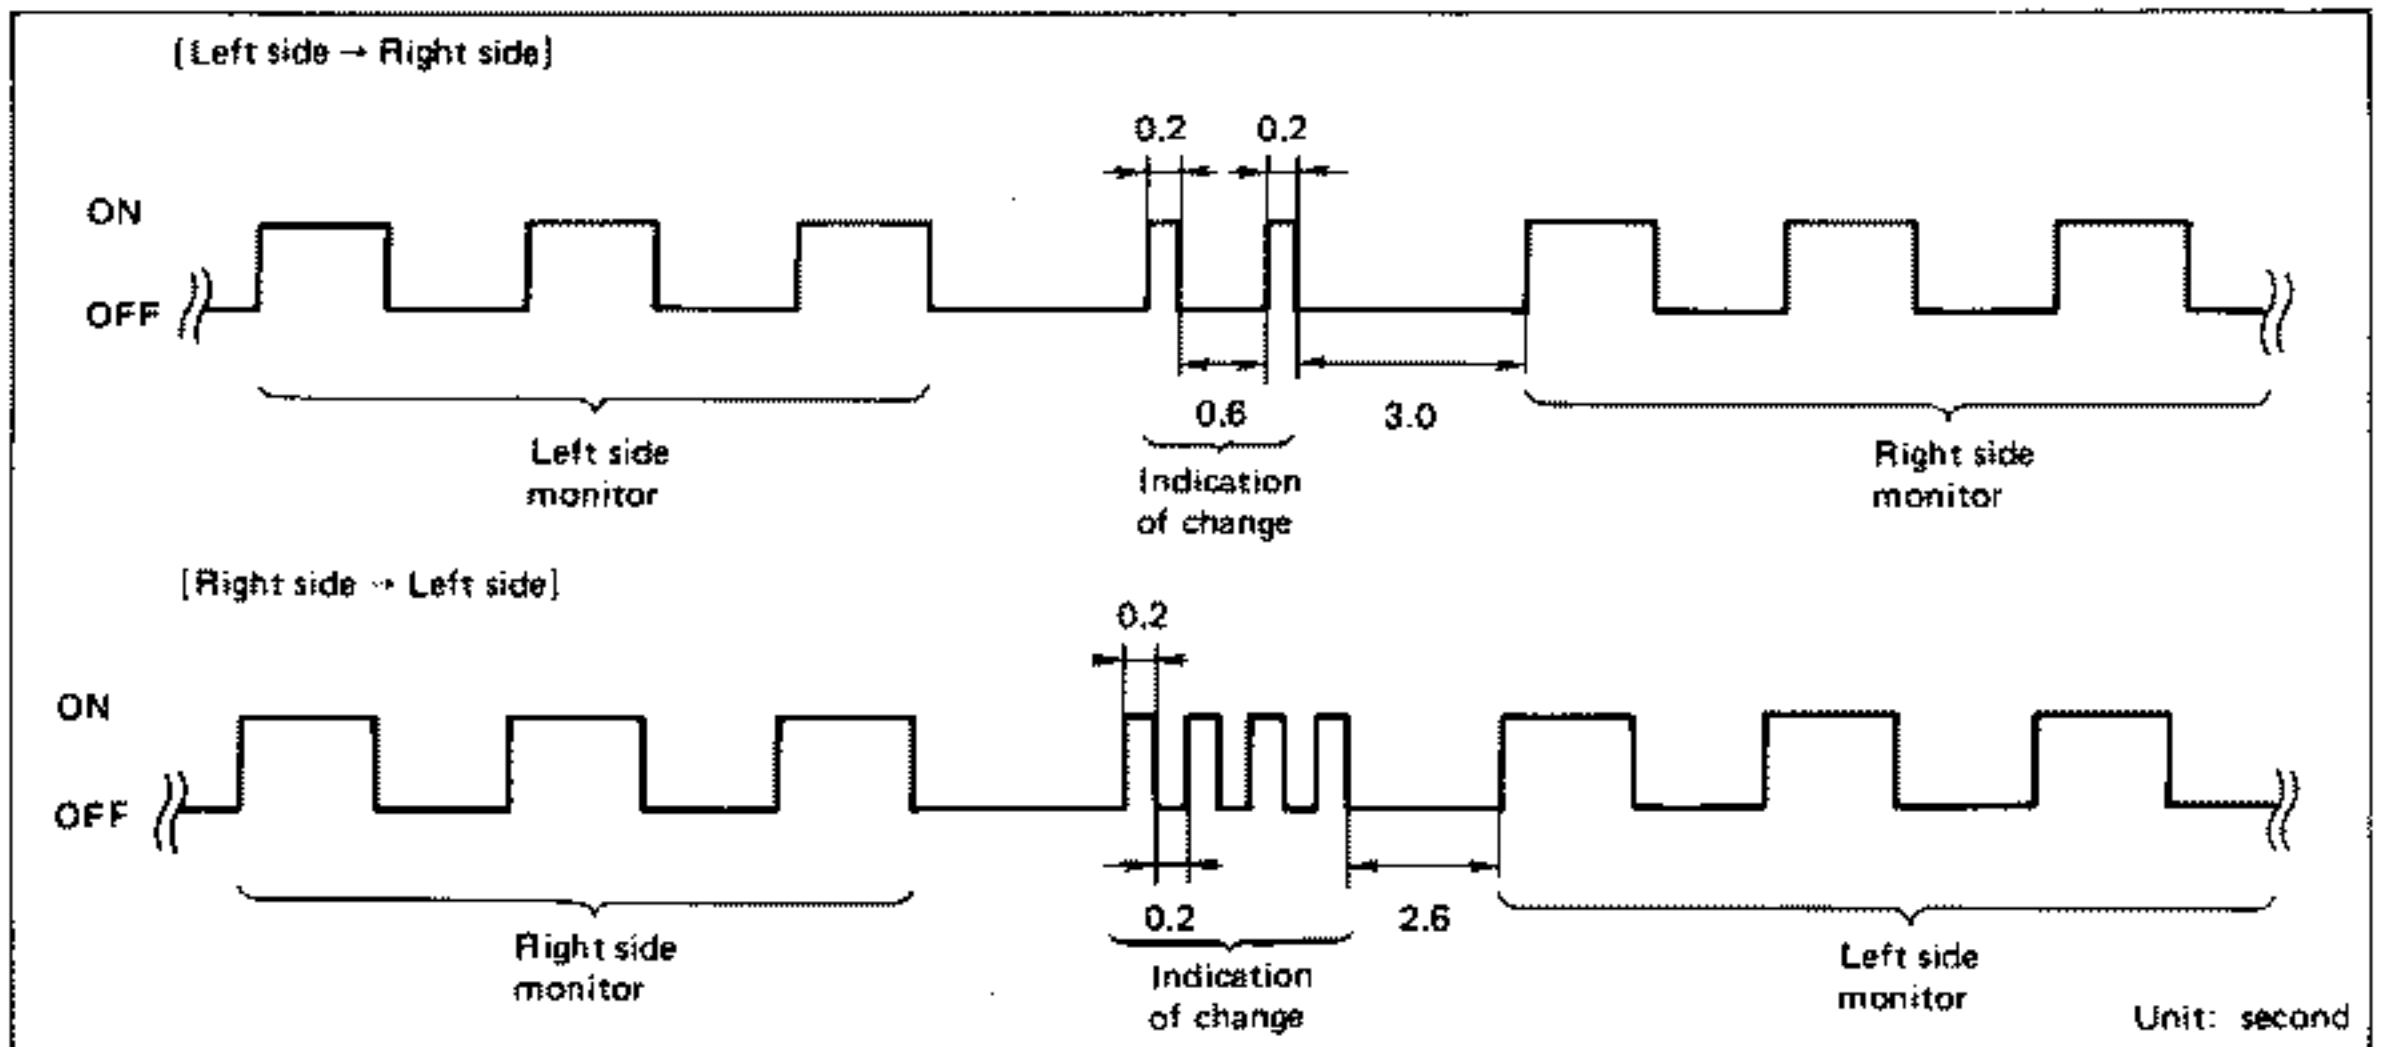 [Left side → Right side]
0.2 0.2
ON
OFF
0.6 3.0
Left side
monitor
Indication
of change
Right side
monitor
[Right side → Left side]
0.2
ON
OFF
0.2 2.6
Right side
monitor
Indication
of change
Left side
monitor
Unit: second